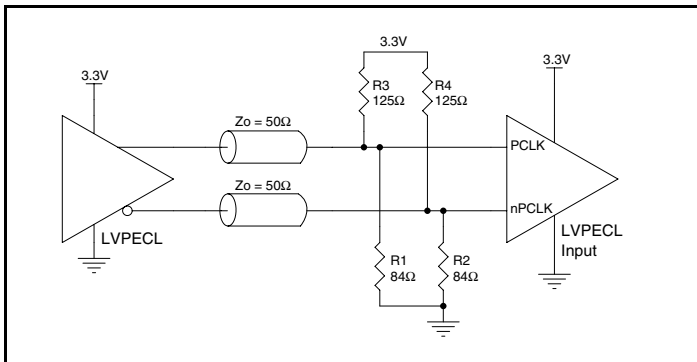 3.3V
3.3V
3.3V
R3
125Ω
R4
125Ω
Zo = 50Ω
PCLK
Zo = 50Ω
nPCLK
LVPECL
LVPECL
Input
R1
84Ω
R2
84Ω